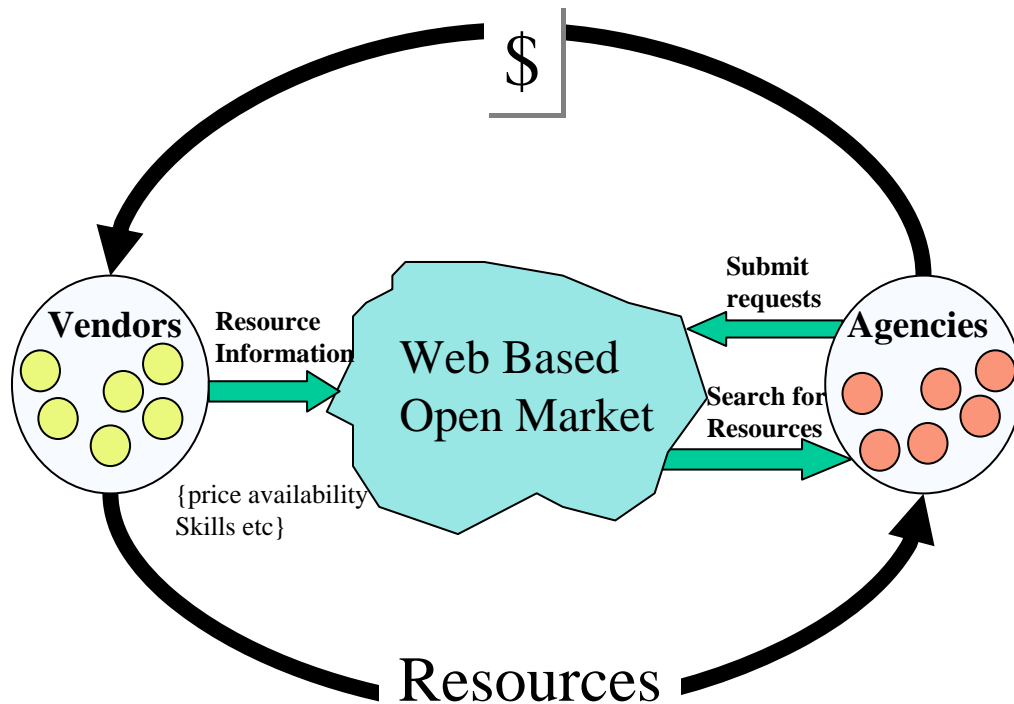 $
Submit
requests
Vendors
Resource
Information
Agencies
Web Based
Open Market
Search for
Resources
{price availability
Skills etc}
Resources